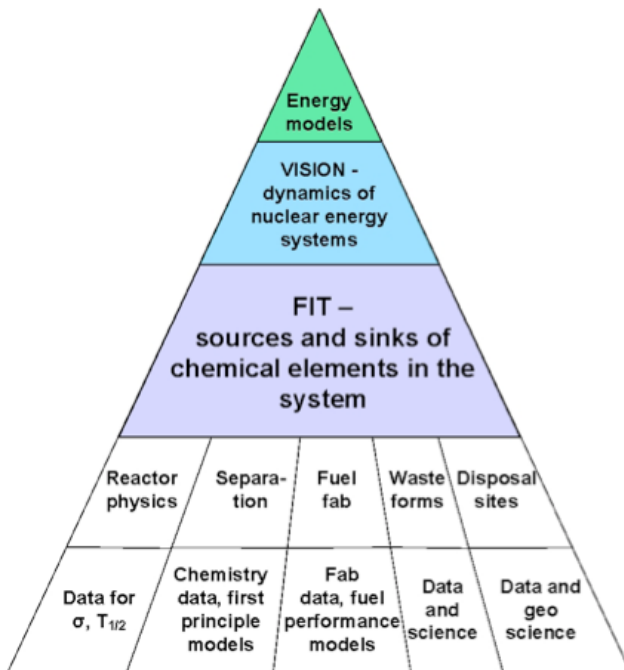 Energy
models
VISION -
dynamics of
nuclear energy
systems
FIT –
sources and sinks of
chemical elements in the
system
Reactor
physics
Separa-
tion
Fuel
fab
Waste
forms
Disposal
sites
Data for
σ, T1/2
Chemistry
data, first
principle
models
Fab
data, fuel
performance
models
Data
and
science
Data and
geo
science